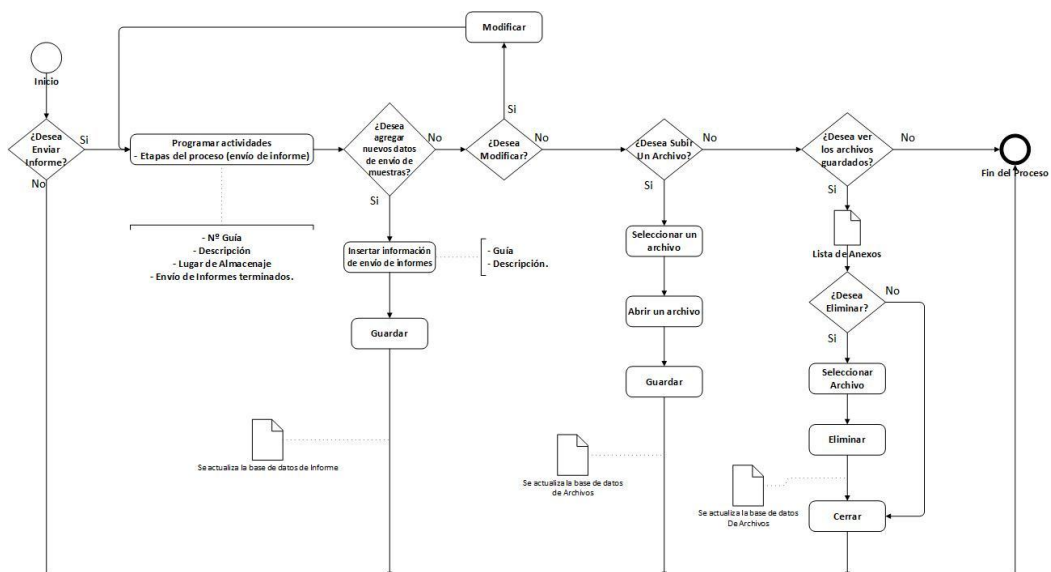 Modificar
Inicio
Si
¿Desea
Enviar
Informe?
Si
No
Programar actividades
- Etapas del proceso (envío de informe)
¿Desea
agregar
nuevos datos
de envío de
muestras?
No
Si
¿Desea
Modificar?
No
¿Desea Subir
Un Archivo?
No
Si
¿Desea ver
los archivos
guardados?
No
Si
Fin del Proceso
- Nº Guía
- Descripción
- Lugar de Almacenaje
- Envío de Informes terminados.
Insertar información
de envío de informes
- Guía
- Descripción.
Seleccionar un
archivo
Lista de Anexos
¿Desea
Eliminar?
No
Si
Guardar
Abrir un archivo
Guardar
Seleccionar
Archivo
Eliminar
Se actualiza la base de datos de Informe
Se actualiza la base de datos
de Archivos
Se actualiza la base de datos
De Archivos
Cerrar